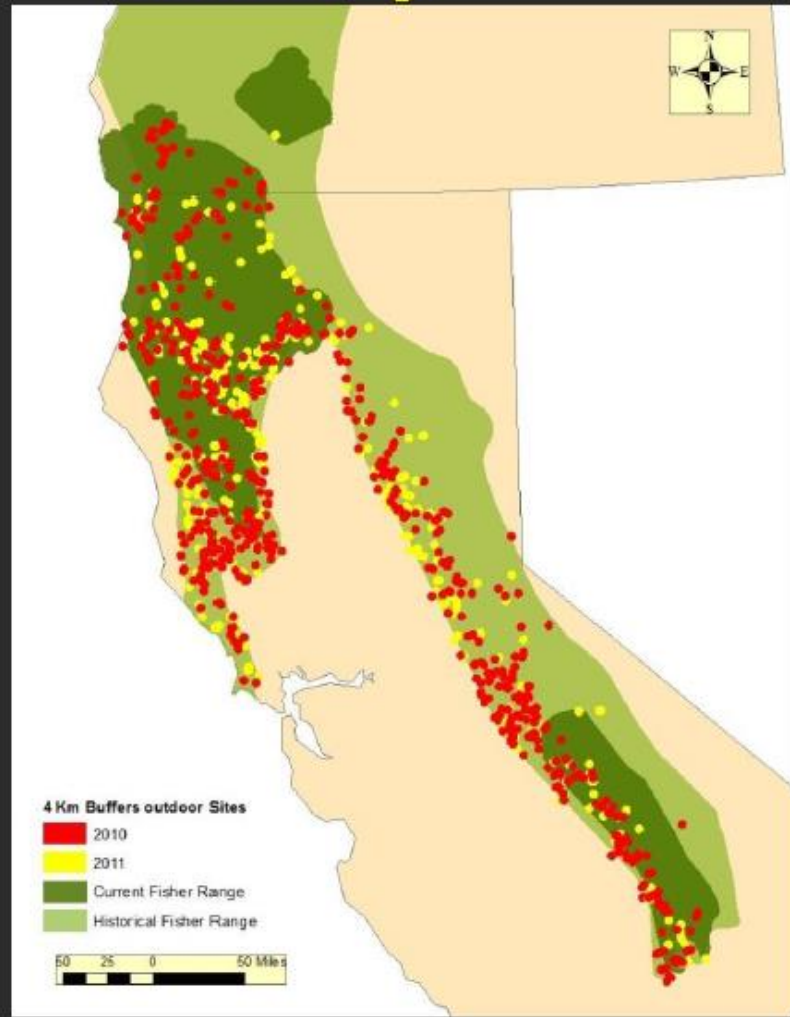 N
W E
S
4 Km Buffers outdoor Sites
2010
2011
Current Fisher Range
Historical Fisher Range
50 25 0 50 Miles